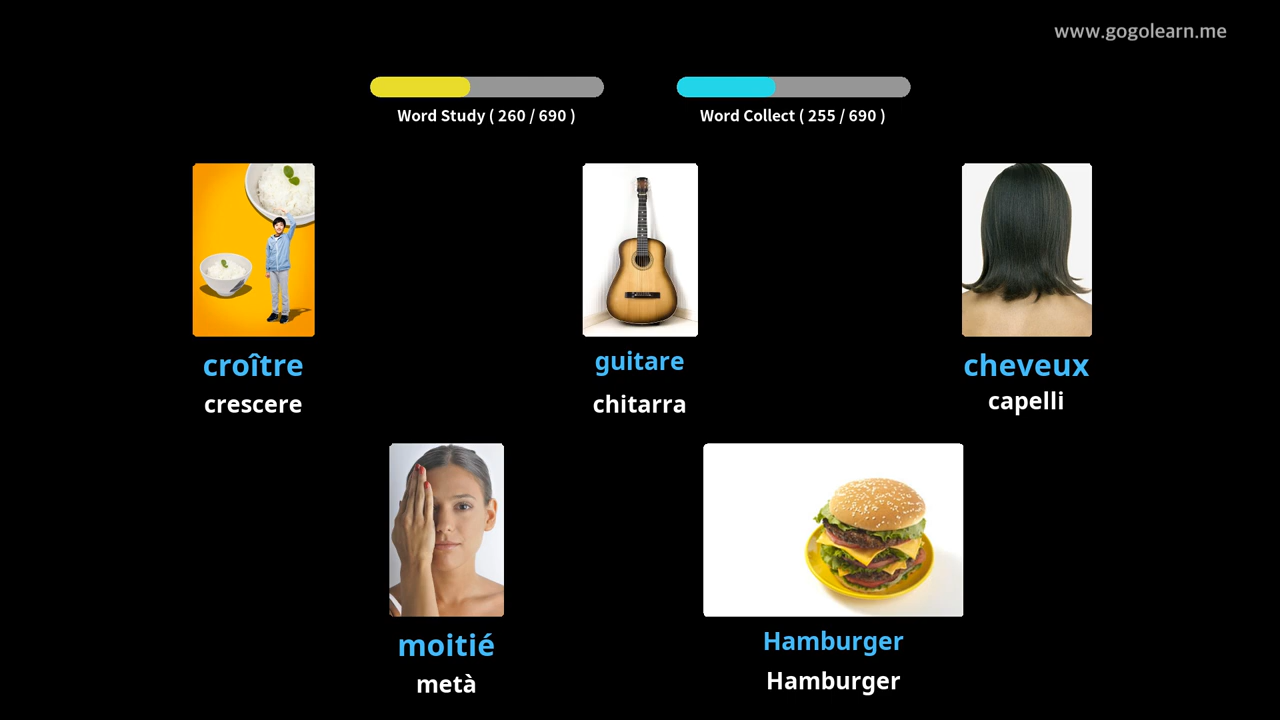 www.gogolearn.me
Word Study ( 260 / 690 )
Word Collect ( 255 / 690 )
croître
guitare
cheveux
crescere
chitarra
capelli
moitié
Hamburger
metà
Hamburger